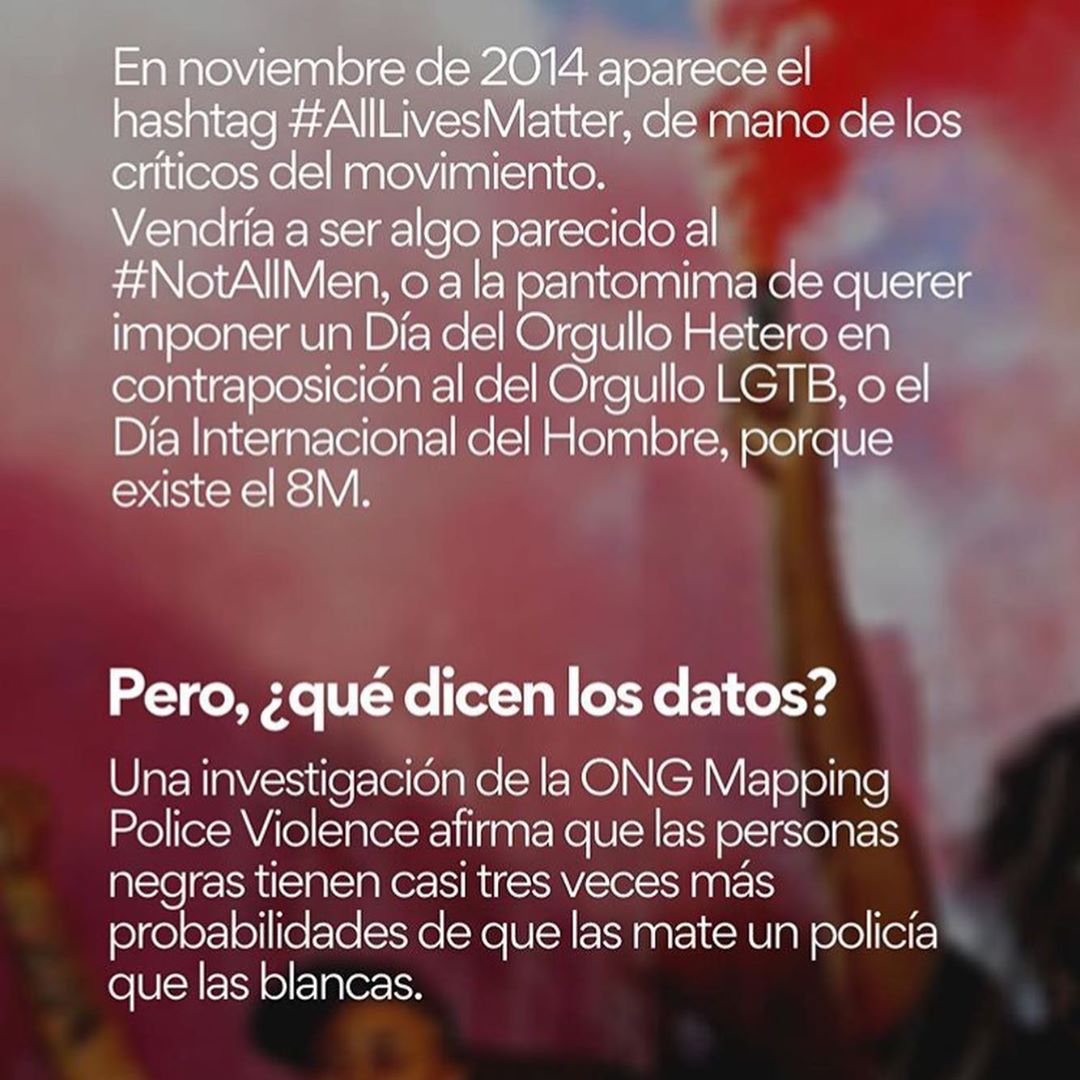 En noviembre de 2014 aparece el
hashtag #AllLivesMatter, de mano de los
críticos del movimiento.
Vendría a ser algo parecido al
#NotAllMen, o a la pantomima de querer
imponer un Día del Orgullo Hetero en
contraposición al del Orgullo LGTB, o el
Día Internacional del Hombre, porque
existe el 8M.
Pero, ¿qué dicen los datos?
Una investigación de la ONG Mapping
Police Violence afirma que las personas
negras tienen casi tres veces más
probabilidades de que las mate un policía
que las blancas.